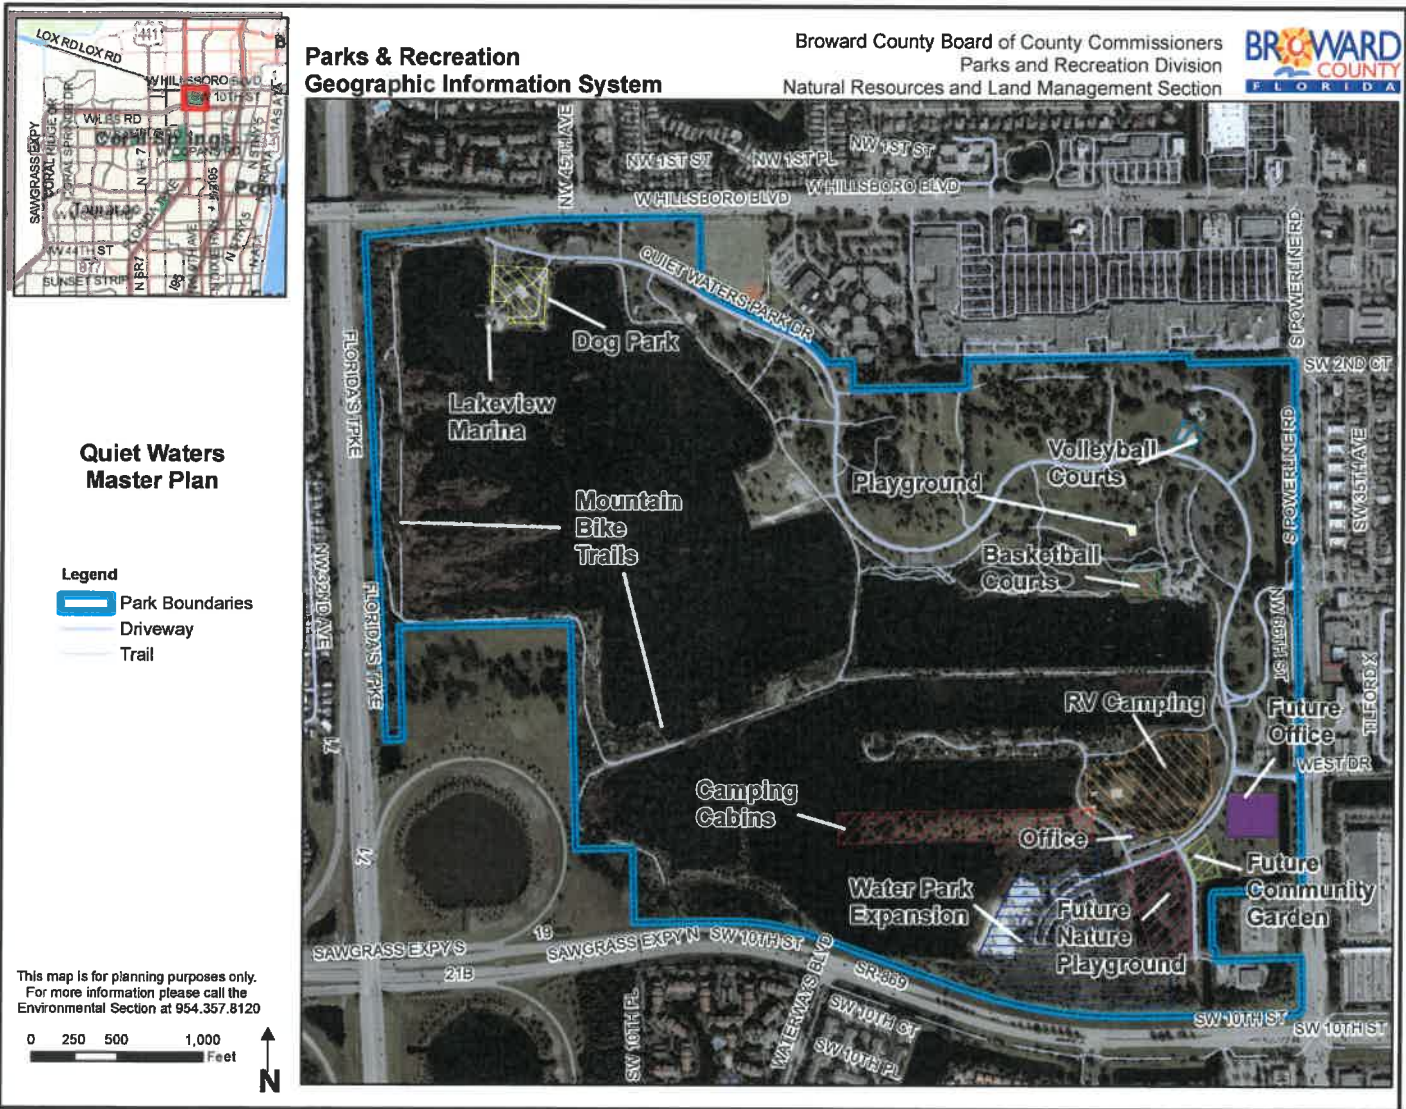 Parks & Recreation
Geographic Information System
Broward County Board of County Commissioners
Parks and Recreation Division
Natural Resources and Land Management Section
BROWARD
COUNTY
FLORIDA
LOX RD LOX RD
441
W HILLSBORO BLVD
SW 10TH ST
WILES RD
Coral Springs
CORAL RIDGE DR
SAWGRASS EXPY
Tamarac
NW 44TH ST
SUNSET STRIP
N SR7
I95
Quiet Waters
Master Plan
Legend
Park Boundaries
Driveway
Trail
This map is for planning purposes only.
For more information please call the
Environmental Section at 954.357.8120
0 250 500 1,000
Feet
N
NW 45TH AVE
NW 1ST ST
NW 1ST PL
NW 1ST ST
W HILLSBORO BLVD
W HILLSBORO BLVD
QUIET WATERS PARK DR
S POWERLINE RD
SW 2ND CT
Dog Park
Lakeview
Marina
FLORIDA'S TPKE
Volleyball
Courts
Playground
S POWERLINE RD
SW 35TH AVE
Mountain
Bike
Trails
Basketball
Courts
NW 52ND AVE
FLORIDA'S TPKE
TILFORD X
RV Camping
Future
Office
WEST DR
Camping
Cabins
Office
Future
Community
Garden
Water Park
Expansion
Future
Nature
Playground
SAWGRASS EXPY S
19
SAWGRASS EXPY N
SW 10TH ST
21B
WATERWAYS BLVD
SR-869
SW 10TH PL
SW 10TH CT
SW 10TH PL
SW 10TH ST
SW 10TH ST